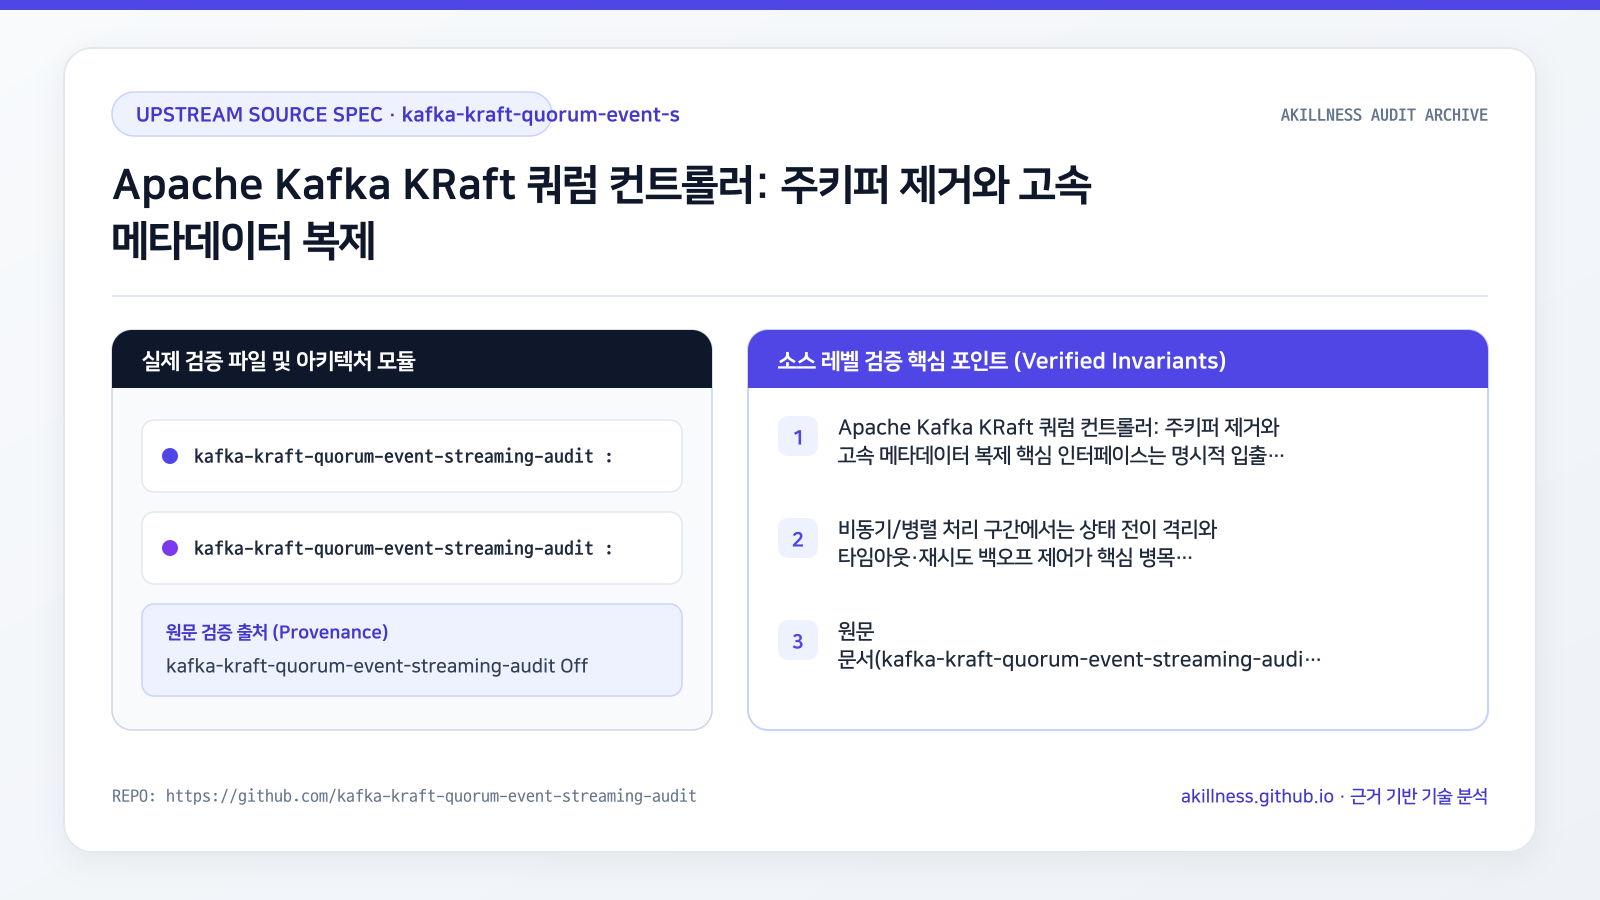 UPSTREAM SOURCE SPEC · kafka-kraft-quorum-event-s
AKILLNESS AUDIT ARCHIVE
Apache Kafka KRaft 쿼럼 컨트롤러: 주키퍼 제거와 고속
메타데이터 복제
실제 검증 파일 및 아키텍처 모듈
kafka-kraft-quorum-event-streaming-audit :
kafka-kraft-quorum-event-streaming-audit :
원문 검증 출처 (Provenance)
kafka-kraft-quorum-event-streaming-audit Off
소스 레벨 검증 핵심 포인트 (Verified Invariants)
1
Apache Kafka KRaft 쿼럼 컨트롤러: 주키퍼 제거와
고속 메타데이터 복제 핵심 인터페이스는 명시적 입출…
2
비동기/병렬 처리 구간에서는 상태 전이 격리와
타임아웃·재시도 백오프 제어가 핵심 병목…
3
원문
문서(kafka-kraft-quorum-event-streaming-audi…
REPO: https://github.com/kafka-kraft-quorum-event-streaming-audit
akillness.github.io · 근거 기반 기술 분석